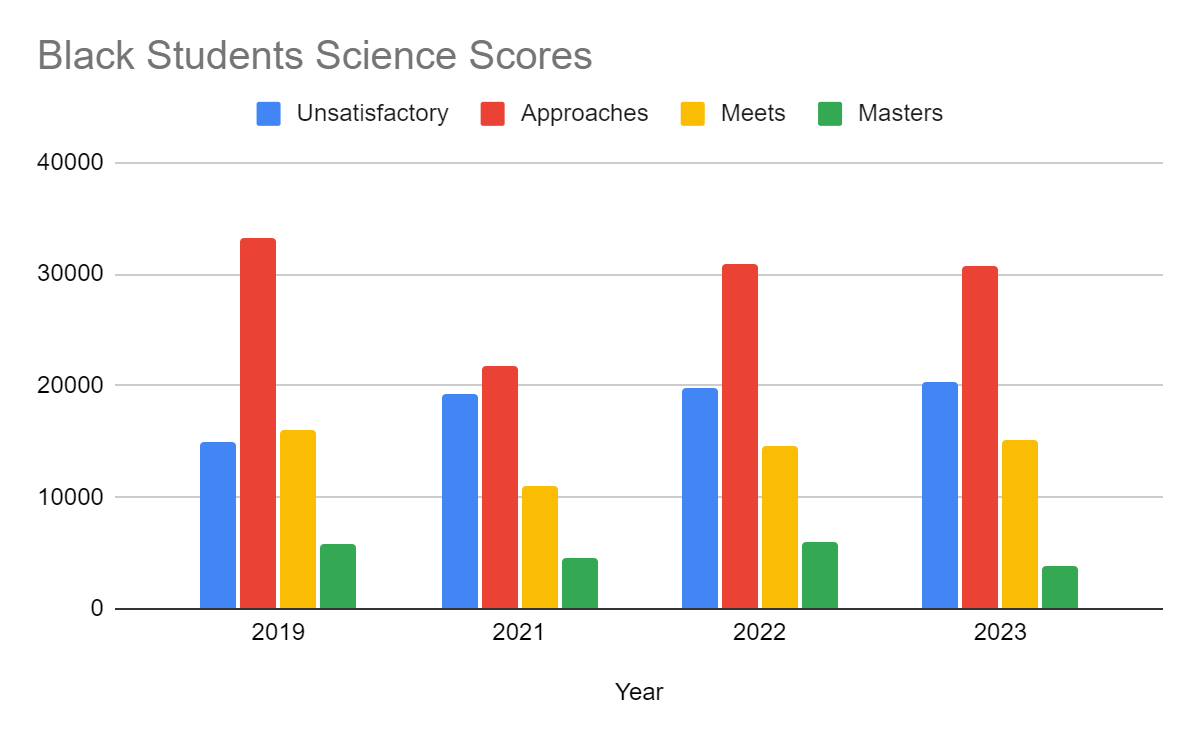 Black Students Science Scores
Unsatisfactory Approaches Meets Masters
40000
30000
20000
10000
0
2019 2021 2022 2023
Year